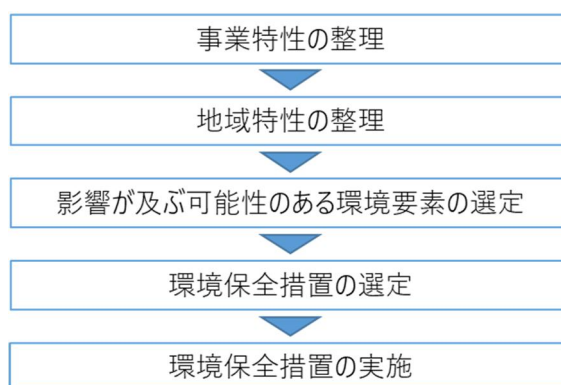 事業特性の整理
地域特性の整理
影響が及ぶ可能性のある環境要素の選定
環境保全措置の選定
環境保全措置の実施